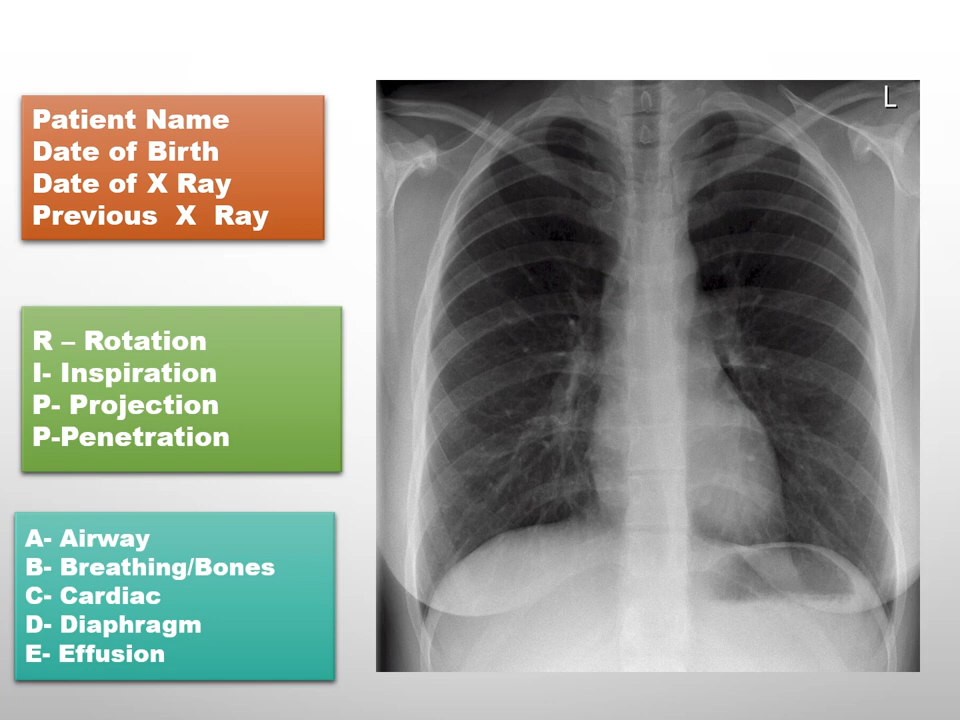 Patient Name
Date of Birth
Date of X Ray
Previous X Ray
R – Rotation
I- Inspiration
P- Projection
P-Penetration
A- Airway
B- Breathing/Bones
C- Cardiac
D- Diaphragm
E- Effusion
L